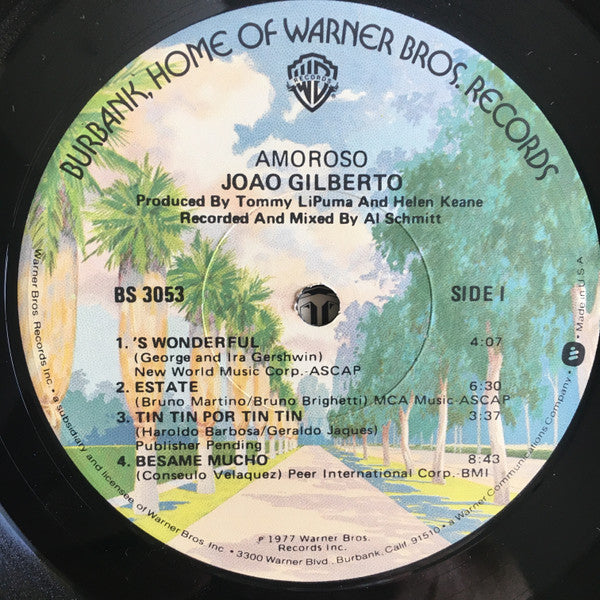 BURBANK, HOME OF WARNER BROS. RECORDS
RECORDS
AMOROSO
JOAO GILBERTO
Produced By Tommy LiPuma And Helen Keane
Recorded And Mixed By Al Schmitt
BS 3053
SIDE I
1. 'S WONDERFUL 4:07
(George and Ira Gershwin)
New World Music Corp.-ASCAP
2. ESTATE 6:30
(Bruno Martino/Bruno Brighetti) MCA Music-ASCAP
3. TIN TIN POR TIN TIN 3:37
(Haroldo Barbosa/Geraldo Jaques)
Publisher Pending
4. BESAME MUCHO 8:43
(Conseulo Velaquez) Peer International Corp.-BMI
℗ 1977 Warner Bros.
Records Inc.
Warner Bros. Records Inc. • a subsidiary and licensee of Warner Bros. Inc. • 3300 Warner Blvd., Burbank, Calif. 91510 • a Warner Communications Company • Made in U.S.A.